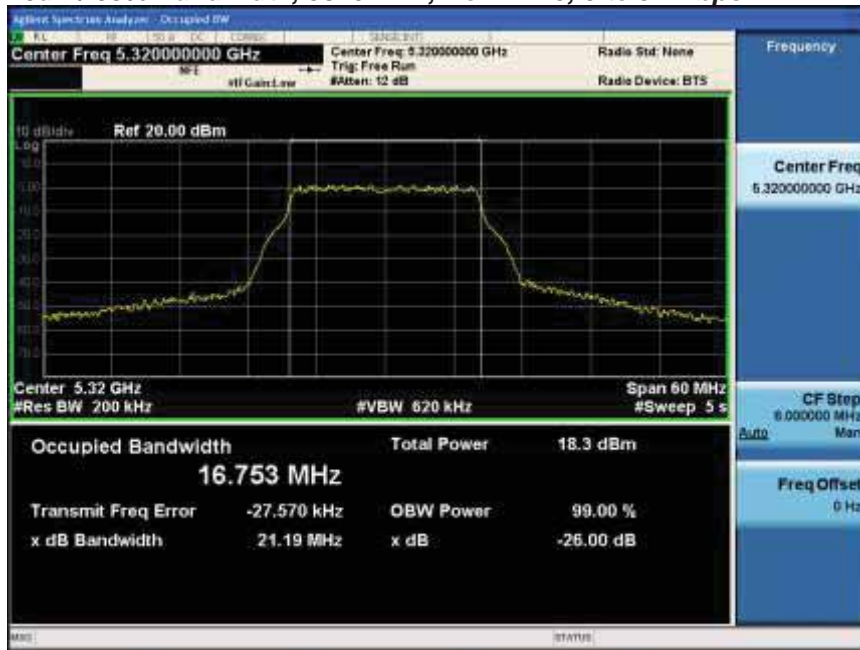 Agilent Spectrum Analyzer - Occupied BW
Center Freq 5.320000000 GHz
NFE
#IFGain:Low
SENSE:INT
Center Freq: 5.320000000 GHz
Trig: Free Run
#Atten: 12 dB
Radio Std: None
Radio Device: BTS
Frequency
10 dB/div
Log
Ref 20.00 dBm
Center Freq
5.320000000 GHz
Center 5.32 GHz
#Res BW 200 kHz
#VBW 620 kHz
Span 60 MHz
#Sweep 5 s
CF Step
6.000000 MHz
Auto Man
Occupied Bandwidth
16.753 MHz
Total Power 18.3 dBm
Transmit Freq Error -27.570 kHz
OBW Power 99.00 %
x dB Bandwidth 21.19 MHz
x dB -26.00 dB
Freq Offset
0 Hz
MSG
STATUS